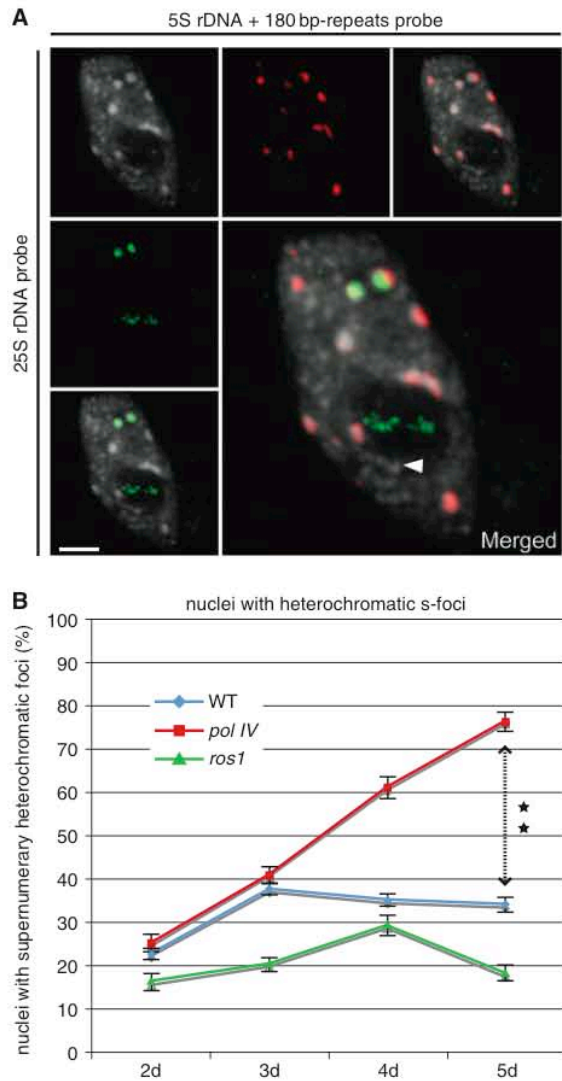 A
5S rDNA + 180 bp-repeats probe
25S rDNA probe
Merged
B
nuclei with heterochromatic s-foci
nuclei with supernumerary heterochromatic foci (%)
100
90
80
70
60
50
40
30
20
10
0
WT
pol IV
ros1
2d
3d
4d
5d